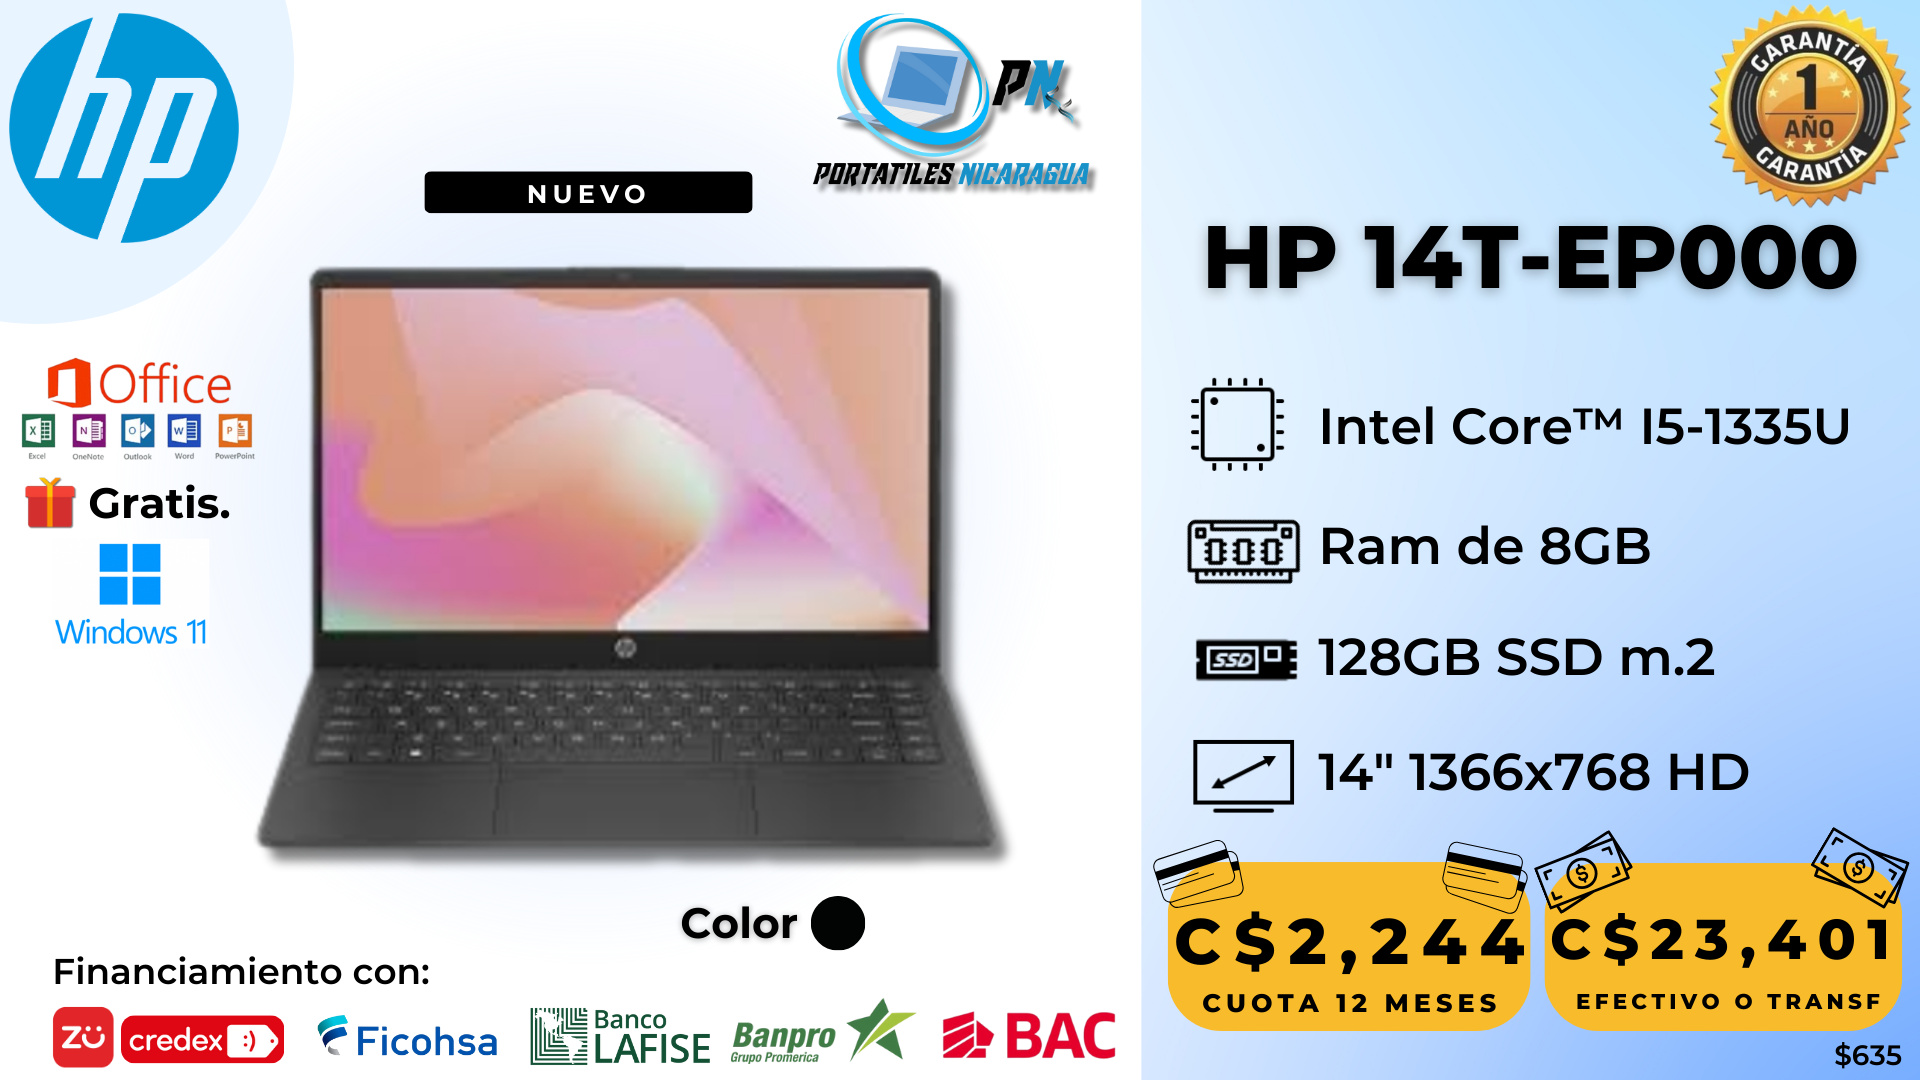 hp
PN
PORTATILES NICARAGUA
NUEVO
Office
Excel OneNote Outlook Word PowerPoint
Gratis.
Windows 11
Color
Financiamiento con:
zü
credex :)
Ficohsa
Banco
LAFISE
Banpro
Grupo Promerica
BAC
GARANTÍA
1
AÑO
GARANTÍA
HP 14T-EP000
Intel Core™ I5-1335U
Ram de 8GB
SSD
128GB SSD m.2
14" 1366x768 HD
C$2,244
CUOTA 12 MESES
C$23,401
EFECTIVO O TRANSF
$635